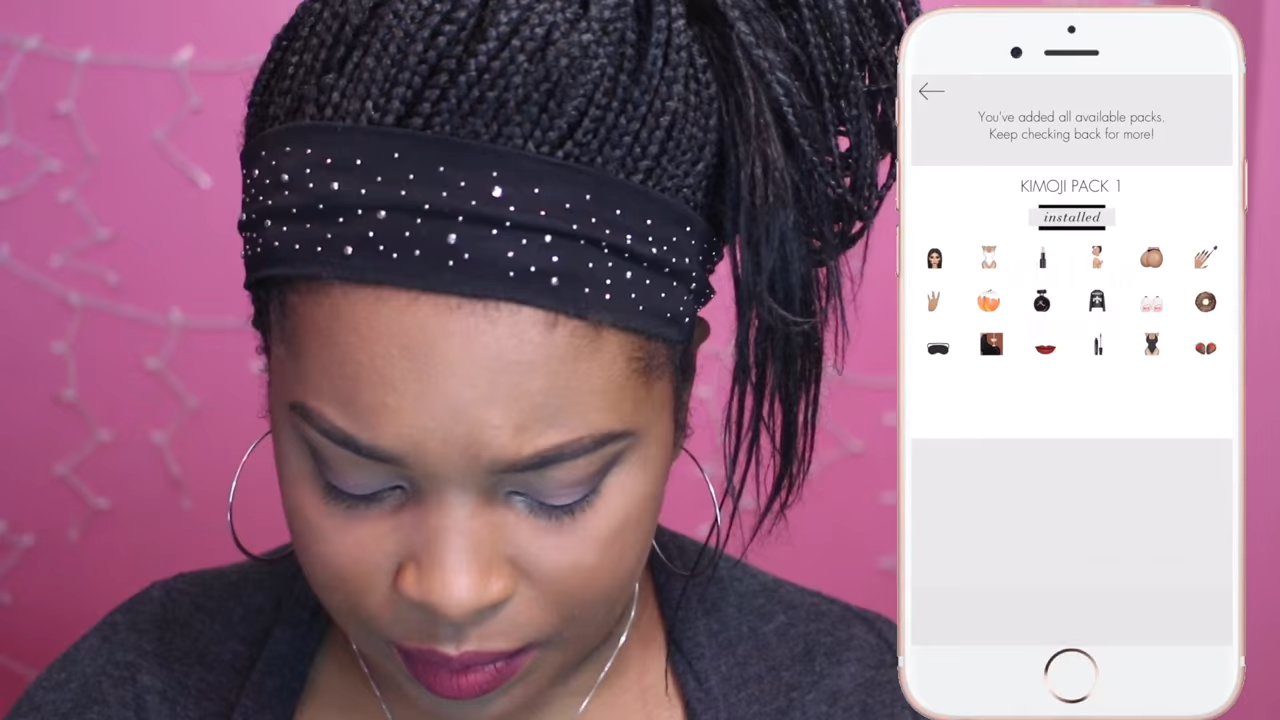 You've added all available packs.
Keep checking back for more!
KIMOJI PACK 1
installed